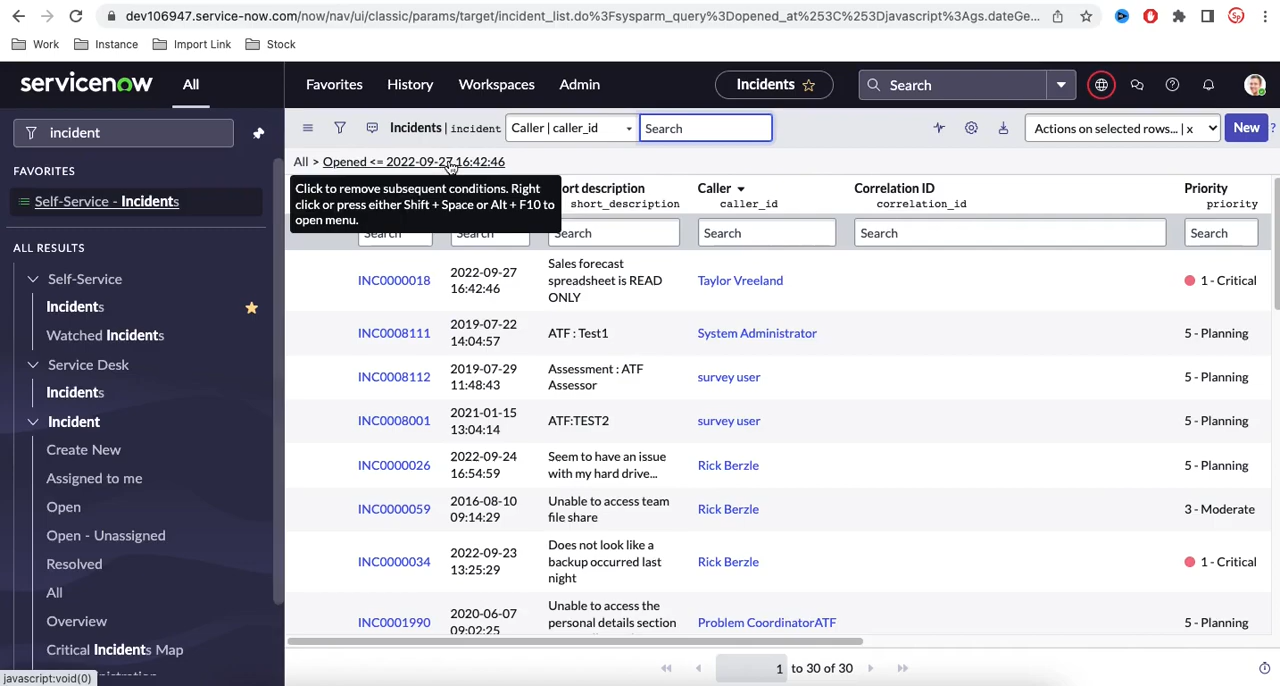 dev106947.service-now.com/now/nav/ui/classic/params/target/incident_list.do%3Fsysparm_query%3Dopened_at%253C%253Djavascript%3Ags.dateGe...
Work Instance Import Link Stock
servicenow All Favorites History Workspaces Admin Incidents Search
incident
Incidents | incident Caller | caller_id Search Actions on selected rows... | x New ?
All > Opened <= 2022-09-27 16:42:46
Click to remove subsequent conditions. Right
click or press either Shift + Space or Alt + F10 to
open menu.
ort description Caller Correlation ID Priority
short_description caller_id correlation_id priority
Search Search Search Search Search Search
FAVORITES
Self-Service - Incidents
ALL RESULTS
Self-Service
Incidents
Watched Incidents
Service Desk
Incidents
Incident
Create New
Assigned to me
Open
Open - Unassigned
Resolved
All
Overview
Critical Incidents Map
javascript:void(0)
INC0000018 2022-09-27 16:42:46 Sales forecast spreadsheet is READ ONLY Taylor Vreeland 1 - Critical
INC0008111 2019-07-22 14:04:57 ATF : Test1 System Administrator 5 - Planning
INC0008112 2019-07-29 11:48:43 Assessment : ATF Assessor survey user 5 - Planning
INC0008001 2021-01-15 13:04:14 ATF:TEST2 survey user 5 - Planning
INC0000026 2022-09-24 16:54:59 Seem to have an issue with my hard drive... Rick Berzle 5 - Planning
INC0000059 2016-08-10 09:14:29 Unable to access team file share Rick Berzle 3 - Moderate
INC0000034 2022-09-23 13:25:29 Does not look like a backup occurred last night Rick Berzle 1 - Critical
INC0001990 2020-06-07 09:02:25 Unable to access the personal details section Problem CoordinatorATF 5 - Planning
1 to 30 of 30